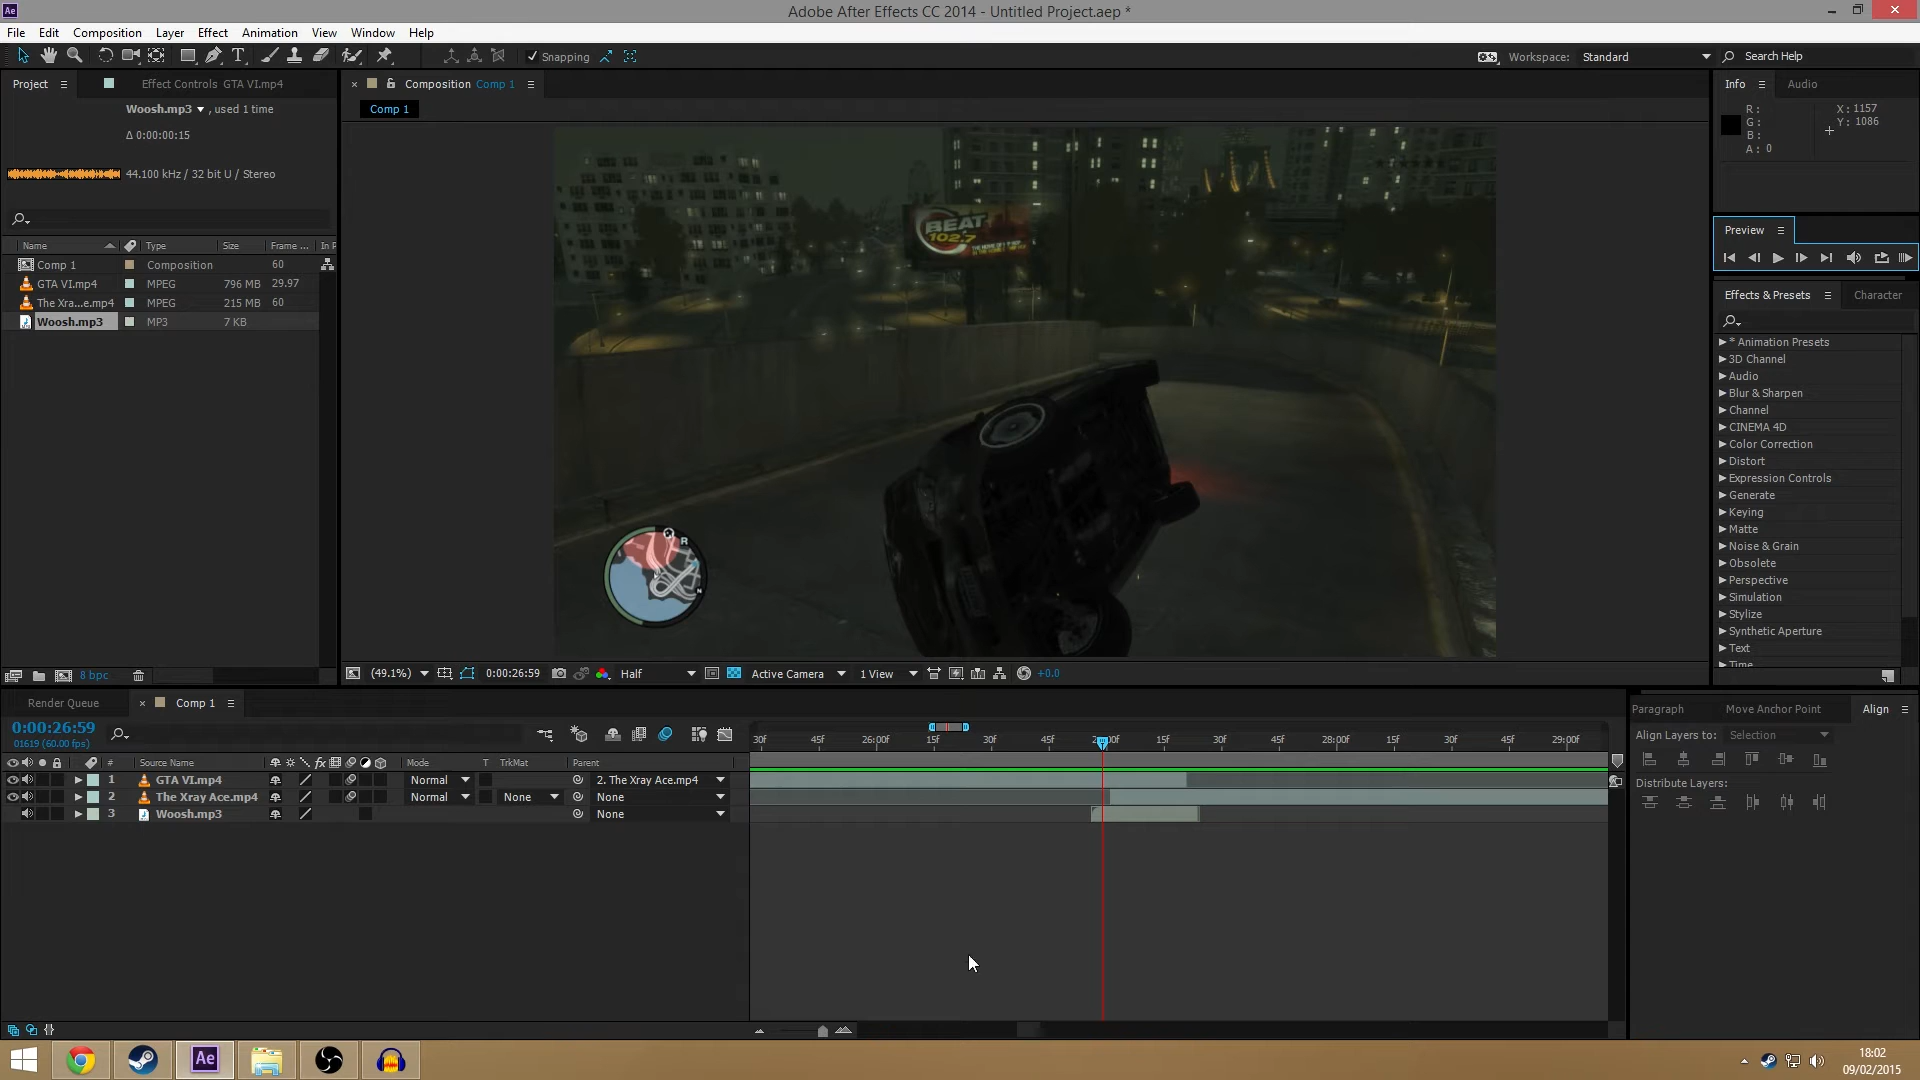 Ae Adobe After Effects CC 2014 - Untitled Project.aep *
File Edit Composition Layer Effect Animation View Window Help
Snapping
Workspace: Standard
Search Help
Project
Effect Controls GTA VI.mp4
Woosh.mp3 , used 1 time
Δ 0:00:00:15
44.100 kHz / 32 bit U / Stereo
Name Type Size Frame ... In P
Comp 1 Composition 60
GTA VI.mp4 MPEG 796 MB 29.97
The Xra...e.mp4 MPEG 215 MB 60
Woosh.mp3 MP3 7 KB
8 bpc
Composition Comp 1
Comp 1
BEAT
102.7
R
N
(49.1%) 0:00:26:59 Half Active Camera 1 View +0.0
Info Audio
R :
G :
B :
A : 0
X : 1157
Y : 1086
Preview
Effects & Presets Character
* Animation Presets
3D Channel
Audio
Blur & Sharpen
Channel
CINEMA 4D
Color Correction
Distort
Expression Controls
Generate
Keying
Matte
Noise & Grain
Obsolete
Perspective
Simulation
Stylize
Synthetic Aperture
Text
Time
Render Queue
Comp 1
0:00:26:59
01619 (60.00 fps)
# Source Name Mode T TrkMat Parent
1 GTA VI.mp4 Normal 2. The Xray Ace.mp4
2 The Xray Ace.mp4 Normal None None
3 Woosh.mp3 None
30f 45f 26:00f 15f 30f 45f 2 00f 15f 30f 45f 28:00f 15f 30f 45f 29:00f
Paragraph Move Anchor Point Align
Align Layers to: Selection
Distribute Layers:
Ae
18:02
09/02/2015